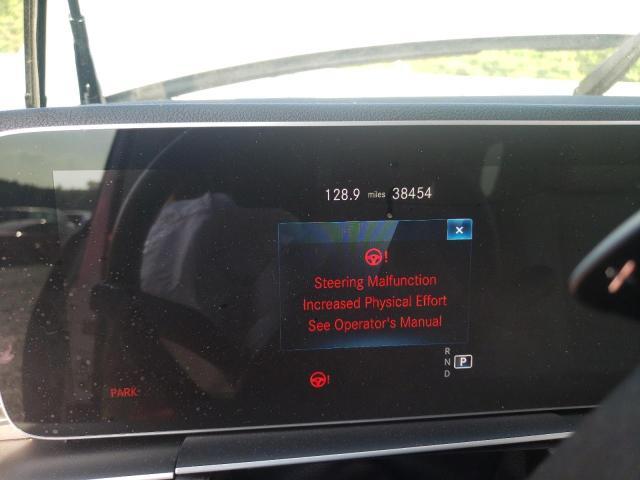 128.9 miles 38454
×
!
Steering Malfunction
Increased Physical Effort
See Operator's Manual
R
N P
D
!
PARK